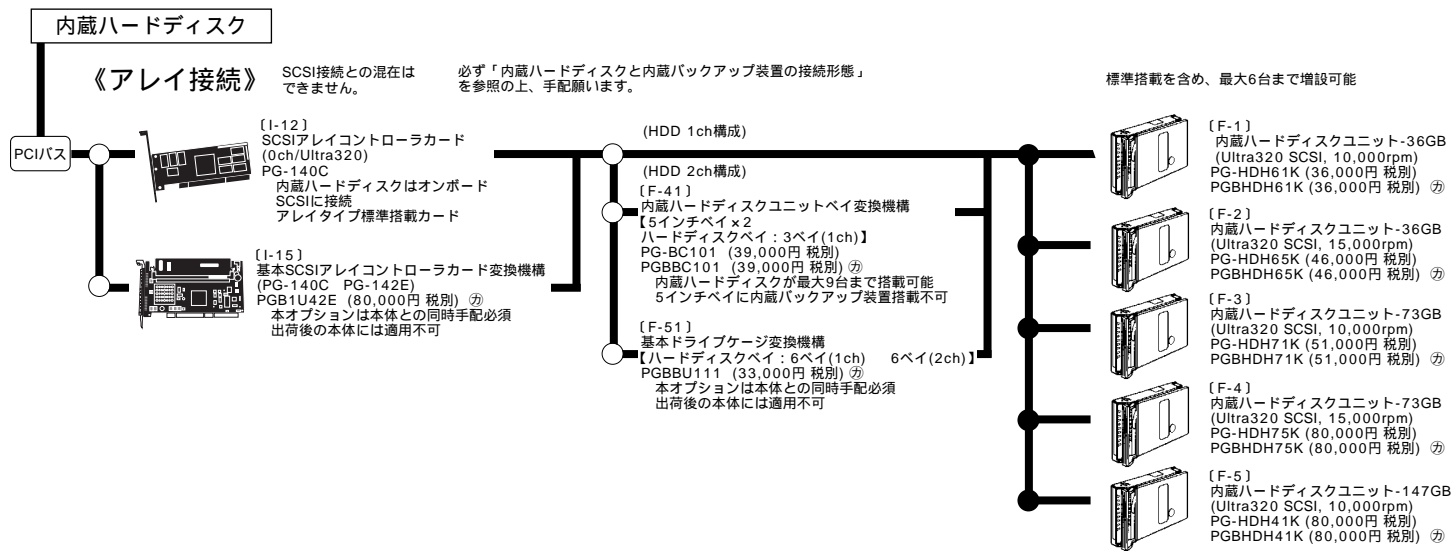 内蔵ハードディスク
《アレイ接続》
SCSI接続との混在は
できません。
必ず「内蔵ハードディスクと内蔵バックアップ装置の接続形態」
を参照の上、手配願います。
標準搭載を含め、最大6台まで増設可能
PCIバス
〔I-12〕
SCSIアレイコントローラカード
(0ch/Ultra320)
PG-140C
内蔵ハードディスクはオンボード
SCSIに接続
アレイタイプ標準搭載カード
〔I-15〕
基本SCSIアレイコントローラカード変換機構
(PG-140C PG-142E)
PGB1U42E (80,000円 税別) ㋕
本オプションは本体との同時手配必須
出荷後の本体には適用不可
(HDD 1ch構成)
(HDD 2ch構成)
〔F-41〕
内蔵ハードディスクユニットベイ変換機構
【5インチベイ×2
ハードディスクベイ：3ベイ(1ch)】
PG-BC101 (39,000円 税別)
PGBBC101 (39,000円 税別) ㋕
内蔵ハードディスクが最大9台まで搭載可能
5インチベイに内蔵バックアップ装置搭載不可
〔F-51〕
基本ドライブケージ変換機構
【ハードディスクベイ：6ベイ(1ch) 6ベイ(2ch)】
PGBBU111 (33,000円 税別) ㋕
本オプションは本体との同時手配必須
出荷後の本体には適用不可
〔F-1〕
内蔵ハードディスクユニット-36GB
(Ultra320 SCSI, 10,000rpm)
PG-HDH61K (36,000円 税別)
PGBHDH61K (36,000円 税別) ㋕
〔F-2〕
内蔵ハードディスクユニット-36GB
(Ultra320 SCSI, 15,000rpm)
PG-HDH65K (46,000円 税別)
PGBHDH65K (46,000円 税別) ㋕
〔F-3〕
内蔵ハードディスクユニット-73GB
(Ultra320 SCSI, 10,000rpm)
PG-HDH71K (51,000円 税別)
PGBHDH71K (51,000円 税別) ㋕
〔F-4〕
内蔵ハードディスクユニット-73GB
(Ultra320 SCSI, 15,000rpm)
PG-HDH75K (80,000円 税別)
PGBHDH75K (80,000円 税別) ㋕
〔F-5〕
内蔵ハードディスクユニット-147GB
(Ultra320 SCSI, 10,000rpm)
PG-HDH41K (80,000円 税別)
PGBHDH41K (80,000円 税別) ㋕